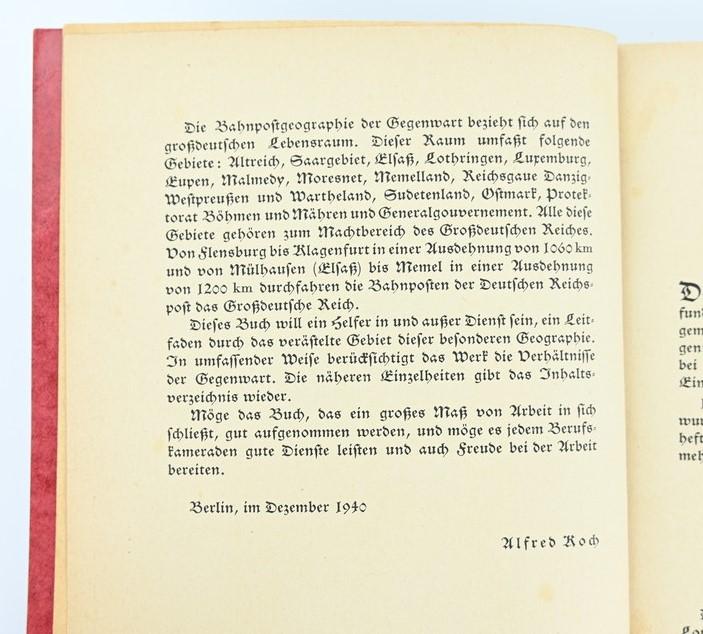 Die Bahnpostgeographie der Gegenwart bezieht sich auf den
großdeutschen Lebensraum. Dieser Raum umfaßt folgende
Gebiete: Altreich, Saargebiet, Elsaß, Lothringen, Luxemburg,
Eupen, Malmedy, Moresnet, Memelland, Reichsgaue Danzig-
Westpreußen und Wartheland, Sudetenland, Ostmark, Protek-
torat Böhmen und Mähren und Generalgouvernement. Alle diese
Gebiete gehören zum Machtbereich des Großdeutschen Reiches.
Von Flensburg bis Klagenfurt in einer Ausdehnung von 1060 km
und von Mülhausen (Elsaß) bis Memel in einer Ausdehnung
von 1200 km durchfahren die Bahnposten der Deutschen Reichs-
post das Großdeutsche Reich.
Dieses Buch will ein Helfer in und außer Dienst sein, ein Leit-
faden durch das verästelte Gebiet dieser besonderen Geographie.
In umfassender Weise berücksichtigt das Werk die Verhältnisse
der Gegenwart. Die näheren Einzelheiten gibt das Inhalts-
verzeichnis wieder.
Möge das Buch, das ein großes Maß von Arbeit in sich
schließt, gut aufgenommen werden, und möge es jedem Berufs-
kameraden gute Dienste leisten und auch Freude bei der Arbeit
bereiten.
Berlin, im Dezember 1940
Alfred Koch
bei